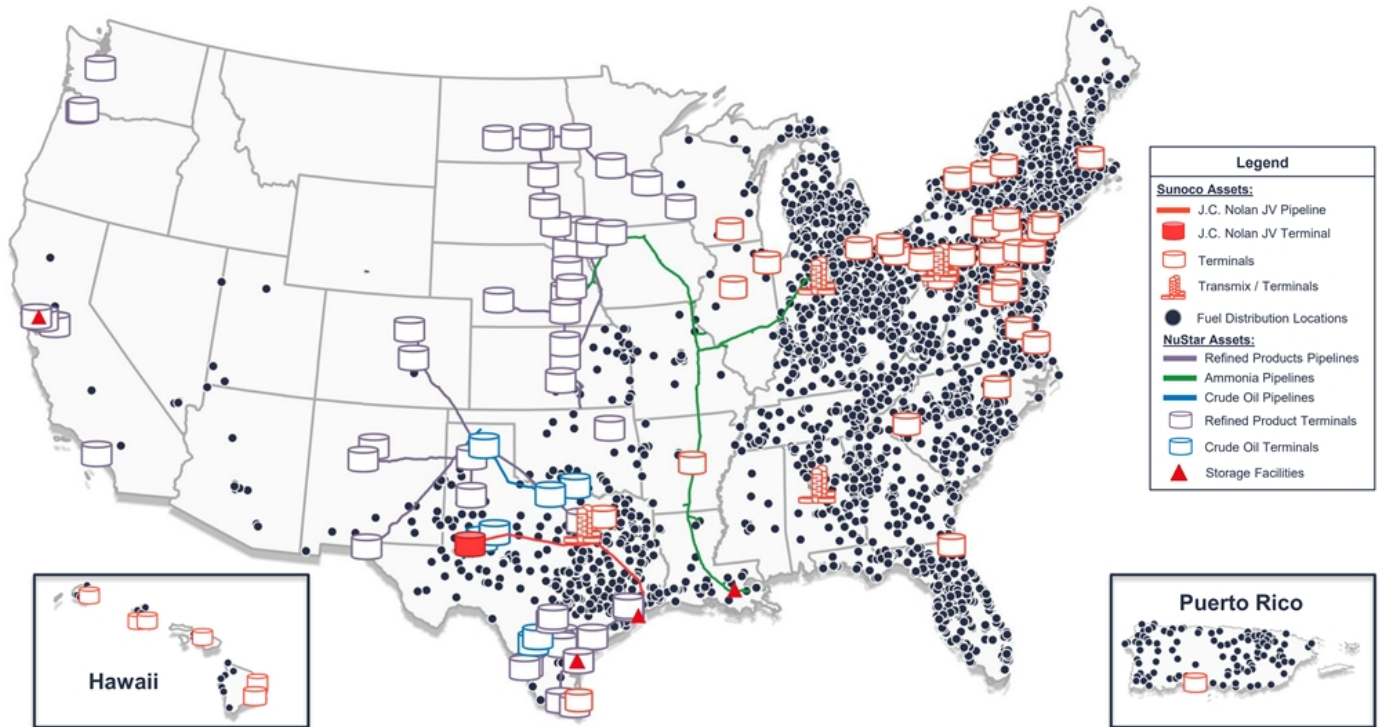 Legend
Sunoco Assets:
J.C. Nolan JV Pipeline
J.C. Nolan JV Terminal
Terminals
Transmix / Terminals
Fuel Distribution Locations
NuStar Assets:
Refined Products Pipelines
Ammonia Pipelines
Crude Oil Pipelines
Refined Product Terminals
Crude Oil Terminals
Storage Facilities
Hawaii
Puerto Rico